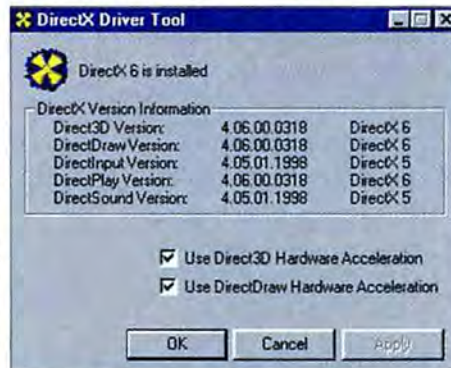 DirectX Driver Tool
DirectX 6 is installed
DirectX Version Information
Direct3D Version: 4.06.00.0318 DirectX 6
DirectDraw Version: 4.06.00.0318 DirectX 6
DirectInput Version: 4.05.01.1998 DirectX 5
DirectPlay Version: 4.06.00.0318 DirectX 6
DirectSound Version: 4.05.01.1998 DirectX 5
Use Direct3D Hardware Acceleration
Use DirectDraw Hardware Acceleration
OK Cancel Apply